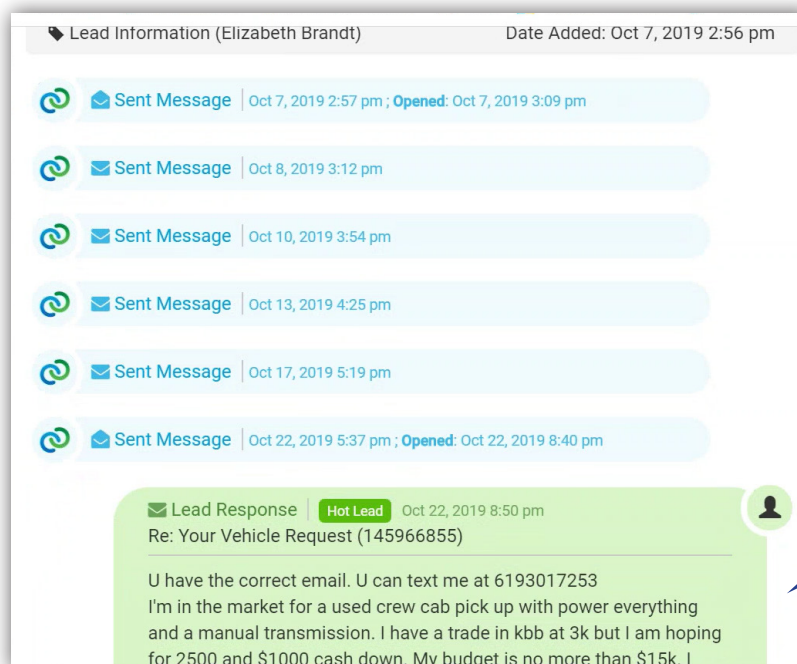 Lead Information (Elizabeth Brandt) Date Added: Oct 7, 2019 2:56 pm
Sent Message | Oct 7, 2019 2:57 pm ; Opened: Oct 7, 2019 3:09 pm
Sent Message | Oct 8, 2019 3:12 pm
Sent Message | Oct 10, 2019 3:54 pm
Sent Message | Oct 13, 2019 4:25 pm
Sent Message | Oct 17, 2019 5:19 pm
Sent Message | Oct 22, 2019 5:37 pm ; Opened: Oct 22, 2019 8:40 pm
Lead Response | Hot Lead Oct 22, 2019 8:50 pm
Re: Your Vehicle Request (145966855)
U have the correct email. U can text me at 6193017253
I'm in the market for a used crew cab pick up with power everything
and a manual transmission. I have a trade in kbb at 3k but I am hoping
for 2500 and $1000 cash down. My budget is no more than $15k. I